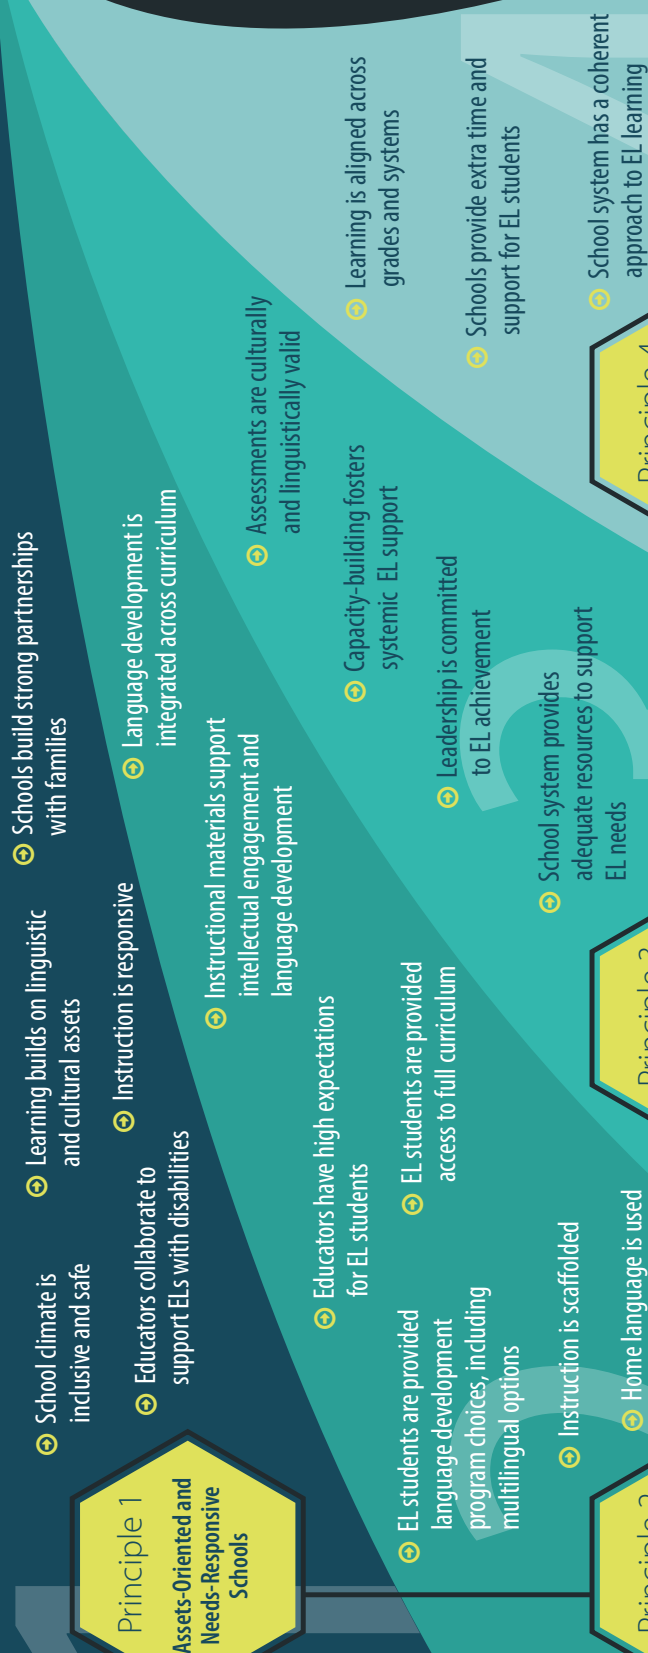 Principle 1
Assets-Oriented and
Needs-Responsive
Schools
School climate is
inclusive and safe
Learning builds on linguistic
and cultural assets
Schools build strong partnerships
with families
Educators collaborate to
support ELs with disabilities
Instruction is responsive
EL students are provided
language development
program choices, including
multilingual options
Educators have high expectations
for EL students
Instructional materials support
intellectual engagement and
language development
Language development is
integrated across curriculum
EL students are provided
access to full curriculum
Instruction is scaffolded
Home language is used
Principle
School system provides
adequate resources to support
EL needs
Leadership is committed
to EL achievement
Capacity-building fosters
systemic EL support
Assessments are culturally
and linguistically valid
Principle
Learning is aligned across
grades and systems
Schools provide extra time and
support for EL students
School system has a coherent
approach to EL learning
Principle 4